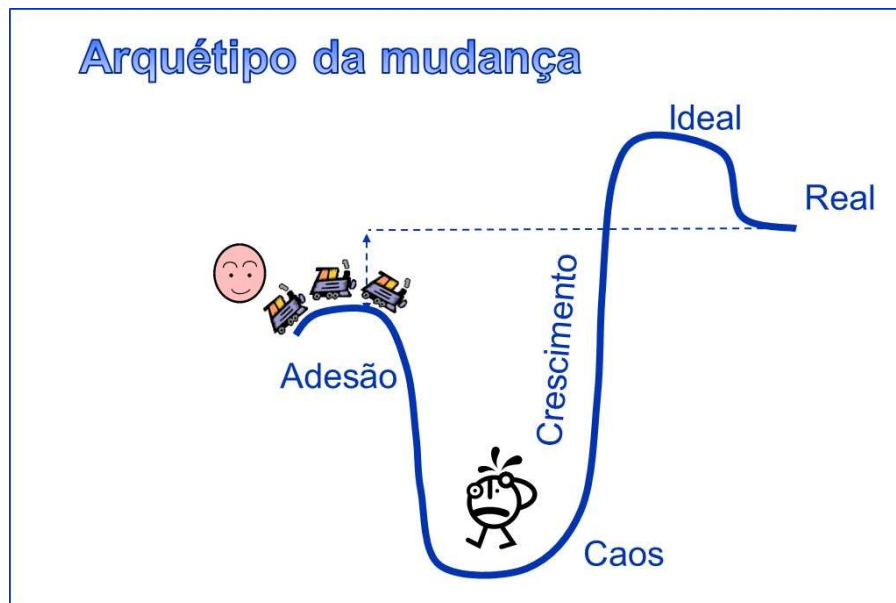 Arquétipo da mudança
Ideal
Real
Adesão
Crescimento
Caos